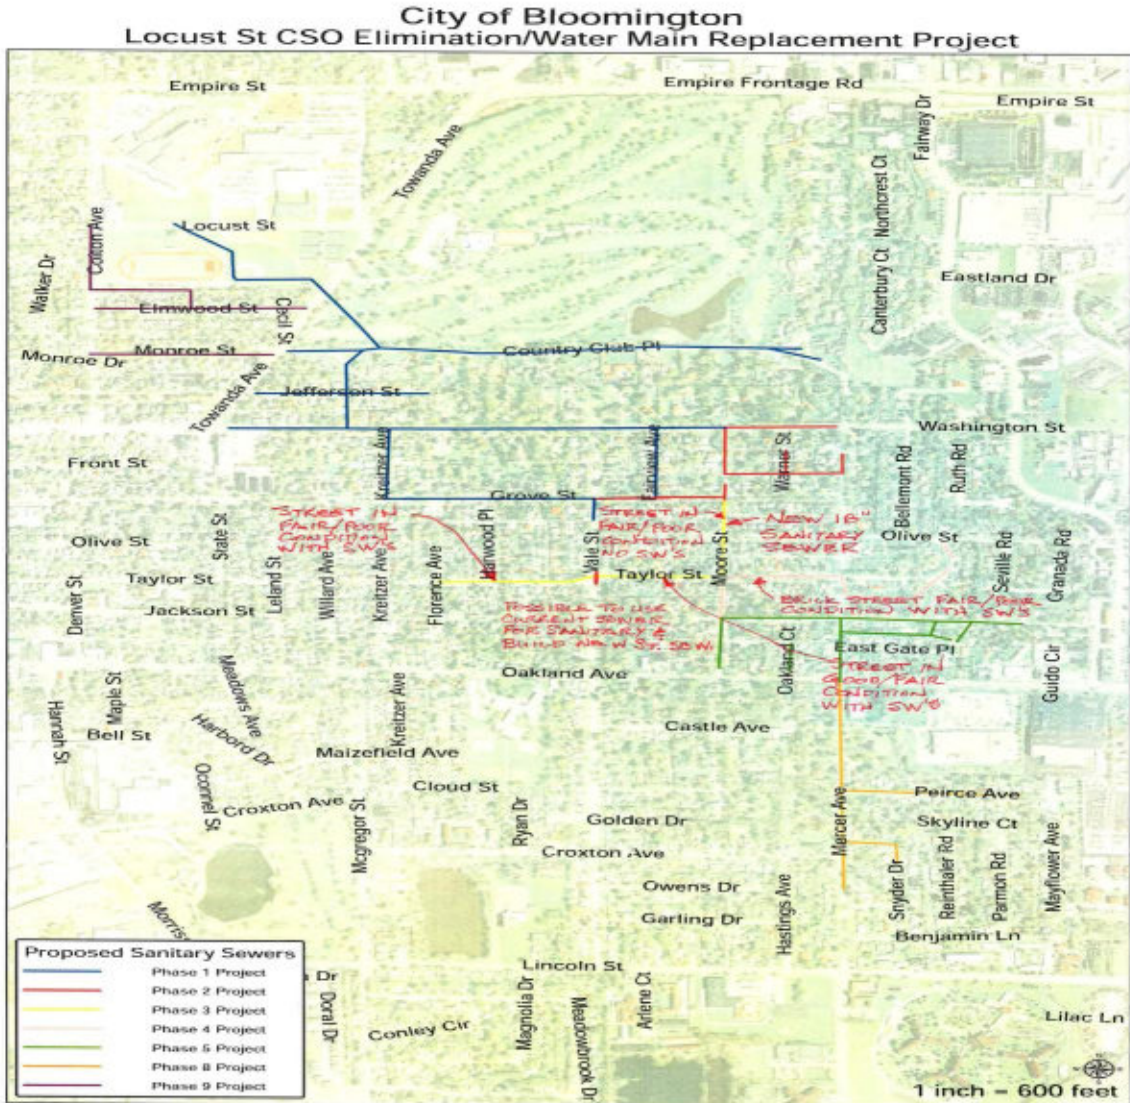 City of Bloomington
Locust St CSO Elimination/Water Main Replacement Project
Empire St
Empire Frontage Rd
Empire St
Fairway Dr
Towanda Ave
Northcrest Ct
Canterbury Ct
Locust St
Colton Ave
Walker Dr
Eastland Dr
Elmwood St
Cecil St
Monroe St
Monroe Dr
Country Club Pl
Jefferson St
Towanda Ave
Washington St
Front St
Kreitzer Ave
Fairview Ave
Warner St
Bellemont Rd
Ruth Rd
Grove St
STREET IN
FAIR/POOR
CONDITION
WITH SW'S
STREET IN
FAIR/POOR
CONDITION
NO SW'S
NEW 18"
SANITARY
SEWER
Olive St
State St
Harwood Pl
Vale St
Moore St
Olive St
Seville Rd
Granada Rd
Taylor St
Taylor St
Denver St
Jackson St
Leland St
Willard Ave
Kreitzer Ave
Florence Ave
BRICK STREET FAIR/POOR
CONDITION WITH SW'S
POSSIBLE TO USE
CURRENT SEWER
FOR SANITARY &
BUILD NEW ST. SEW.
Oakland Ct
East Gate Pl
STREET IN
GOOD/FAIR
CONDITION
WITH SW'S
Oakland Ave
Guido Cir
Hannah St
Maple St
Meadows Ave
Bell St
Harbord Dr
Kreitzer Ave
Castle Ave
Maizefield Ave
Oconnel St
Croxton Ave
Cloud St
Mcgregor St
Ryan Dr
Golden Dr
Croxton Ave
Mercer Ave
Peirce Ave
Skyline Ct
Owens Dr
Garling Dr
Hastings Ave
Snyder Dr
Reinthaler Rd
Parmon Rd
Mayflower Ave
Benjamin Ln
Lincoln St
Dr
Doral Dr
Conley Cir
Magnolia Dr
Meadowbrook Dr
Arlene Ct
Lilac Ln
Proposed Sanitary Sewers
Phase 1 Project
Phase 2 Project
Phase 3 Project
Phase 4 Project
Phase 5 Project
Phase 8 Project
Phase 9 Project
1 inch = 600 feet